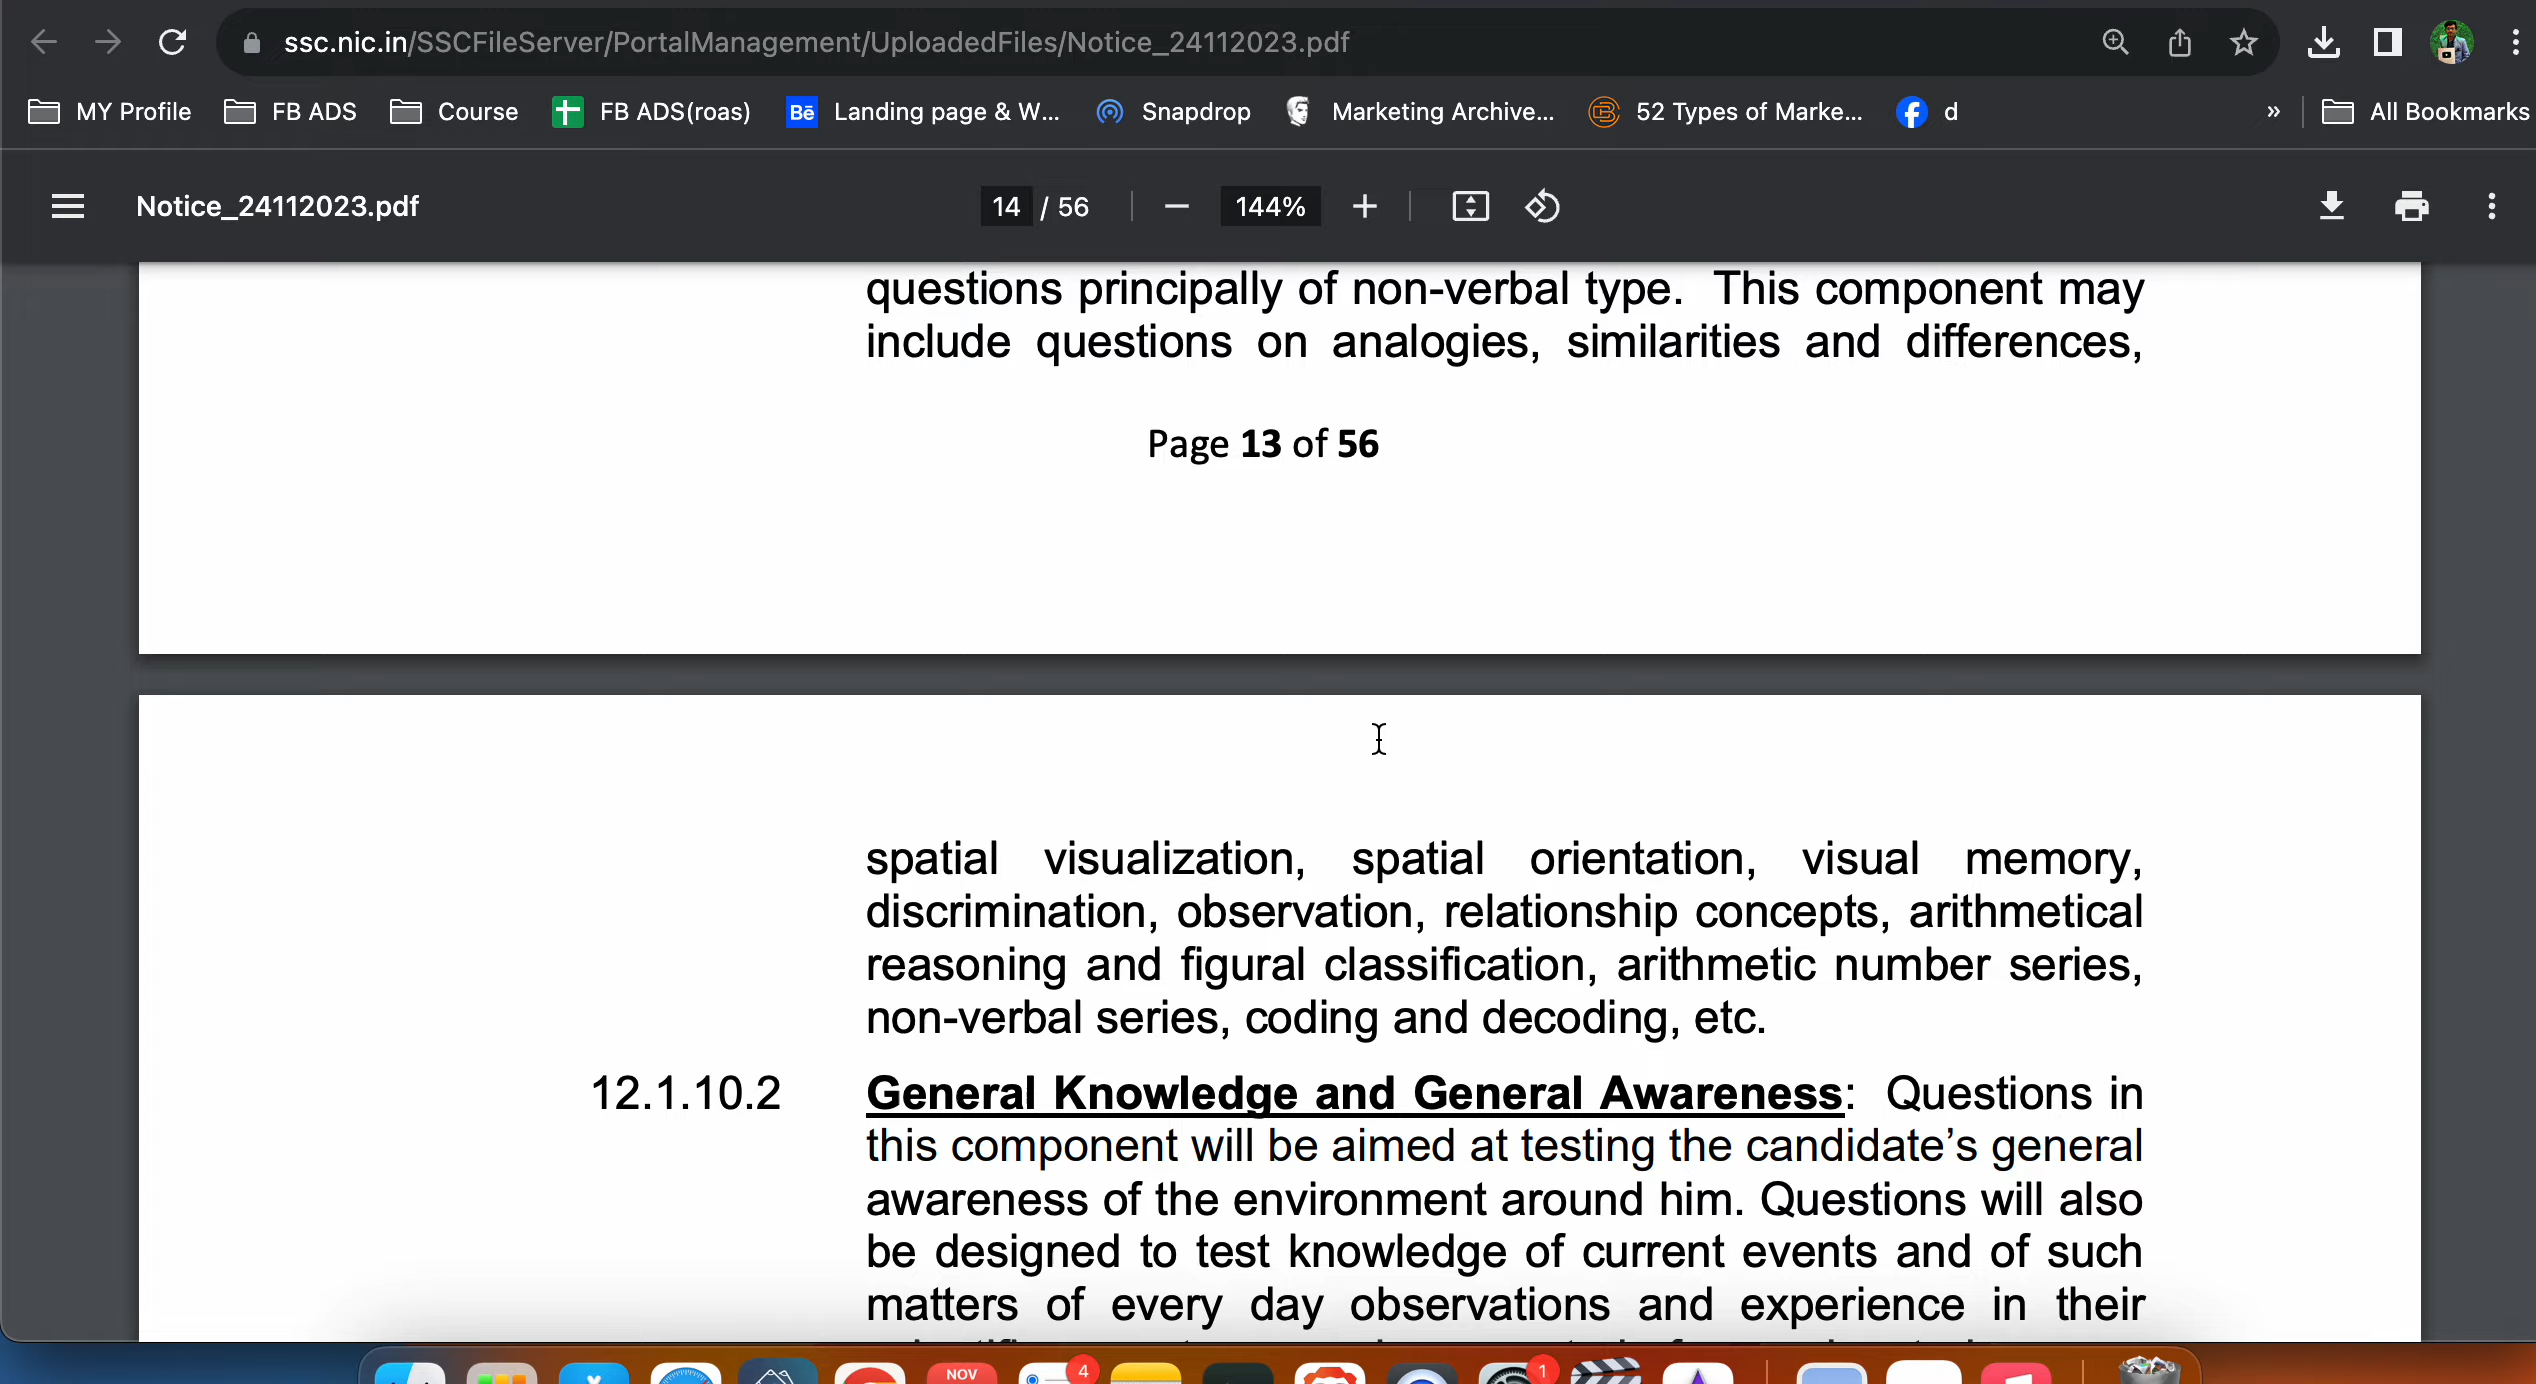 ssc.nic.in/SSCFileServer/PortalManagement/UploadedFiles/Notice_24112023.pdf
MY Profile FB ADS Course FB ADS(roas) Bē Landing page & W... Snapdrop Marketing Archive... 52 Types of Marke... d » All Bookmarks
Notice_24112023.pdf 14 / 56 144%
questions principally of non-verbal type. This component may
include questions on analogies, similarities and differences,
Page 13 of 56
spatial visualization, spatial orientation, visual memory,
discrimination, observation, relationship concepts, arithmetical
reasoning and figural classification, arithmetic number series,
non-verbal series, coding and decoding, etc.
12.1.10.2 General Knowledge and General Awareness: Questions in
this component will be aimed at testing the candidate's general
awareness of the environment around him. Questions will also
be designed to test knowledge of current events and of such
matters of every day observations and experience in their
NOV 4 1